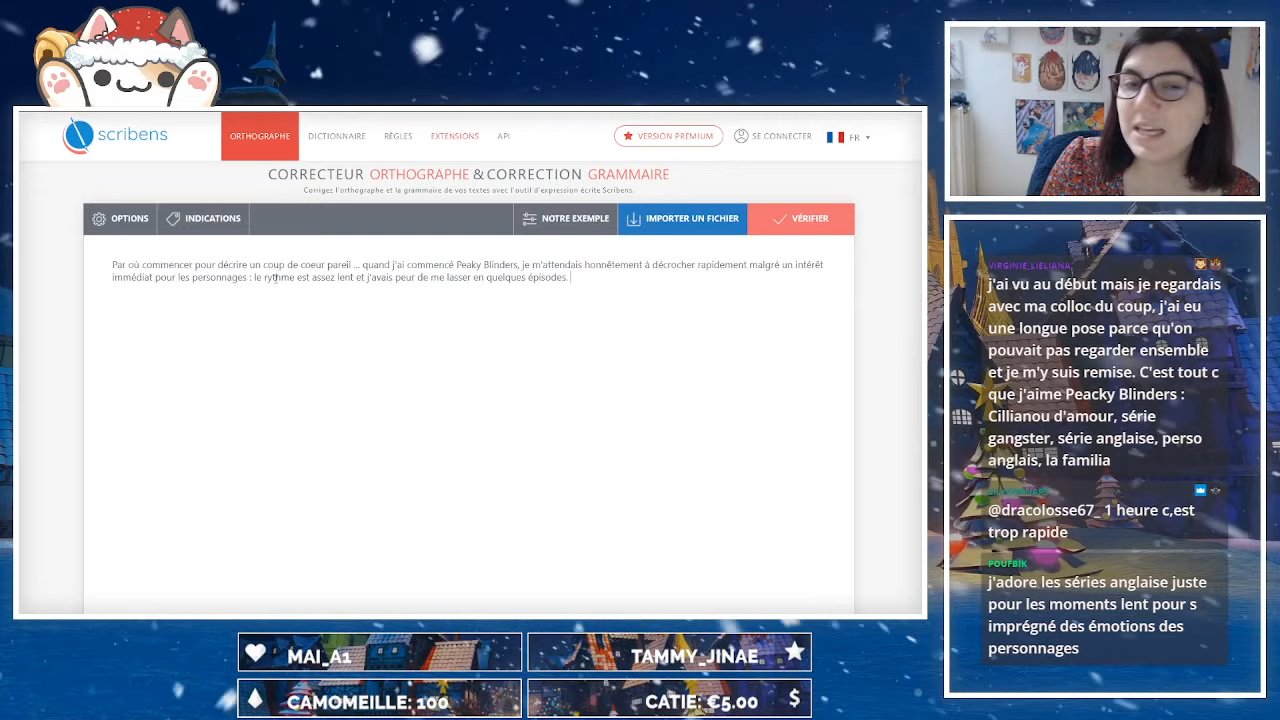 scribens
ORTHOGRAPHE
DICTIONNAIRE
RÈGLES
EXTENSIONS
API
VERSION PREMIUM
SE CONNECTER
FR
CORRECTEUR ORTHOGRAPHE & CORRECTION GRAMMAIRE
Corrigez l'orthographe et la grammaire de vos textes avec l'outil d'expression écrite Scribens.
OPTIONS
INDICATIONS
NOTRE EXEMPLE
IMPORTER UN FICHIER
VÉRIFIER
Par où commencer pour décrire un coup de coeur pareil ... quand j'ai commencé Peaky Blinders, je m'attendais honnêtement à décrocher rapidement malgré un intérêt
immédiat pour les personnages : le rythme est assez lent et j'avais peur de me lasser en quelques épisodes.
VIRGINIE_LIELIANA:
j'ai vu au début mais je regardais
avec ma colloc du coup, j'ai eu
une longue pose parce qu'on
pouvait pas regarder ensemble
et je m'y suis remise. C'est tout c
que j'aime Peacky Blinders :
Cillianou d'amour, série
gangster, série anglaise, perso
anglais, la familia
@dracolosse67_ 1 heure c,est
trop rapide
POUFBIK
j'adore les séries anglaise juste
pour les moments lent pour s
imprégné des émotions des
personnages
MAI_A1
TAMMY_JINAE
CAMOMEILLE: 100
CATIE: €5.00
$